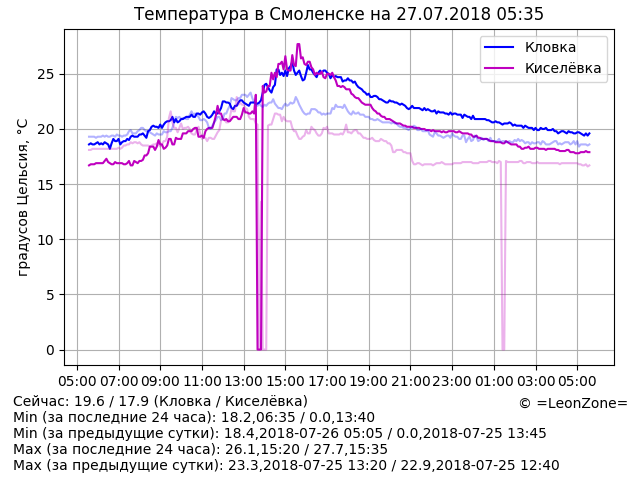 Температура в Смоленске на 27.07.2018 05:35
Кловка
Киселёвка
градусов Цельсия, °C
25
20
15
10
5
0
05:00 07:00 09:00 11:00 13:00 15:00 17:00 19:00 21:00 23:00 01:00 03:00 05:00
Сейчас: 19.6 / 17.9 (Кловка / Киселёвка)
© =LeonZone=
Min (за последние 24 часа): 18.2,06:35 / 0.0,13:40
Min (за предыдущие сутки): 18.4,2018-07-26 05:05 / 0.0,2018-07-25 13:45
Max (за последние 24 часа): 26.1,15:20 / 27.7,15:35
Max (за предыдущие сутки): 23.3,2018-07-25 13:20 / 22.9,2018-07-25 12:40